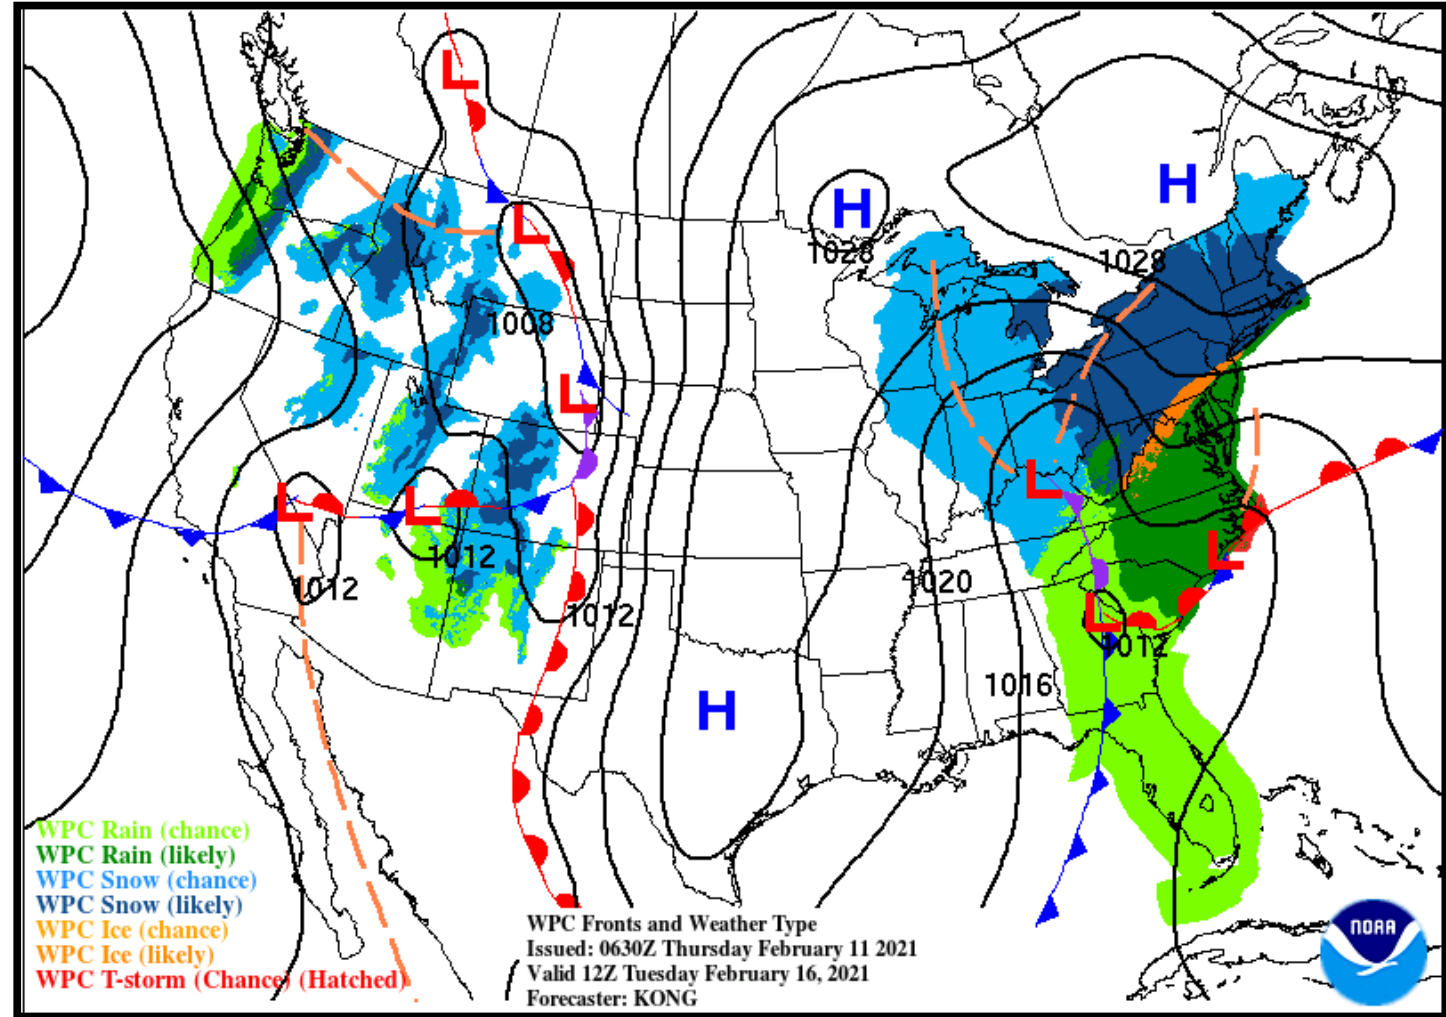 L
H
H
1028
L
1028
1008
L
L
L
L
1012
1012
L
1020
1012
L
1012
1016
H
WPC Rain (chance)
WPC Rain (likely)
WPC Snow (chance)
WPC Snow (likely)
WPC Ice (chance)
WPC Ice (likely)
WPC T-storm (Chance) (Hatched)
WPC Fronts and Weather Type
Issued: 0630Z Thursday February 11 2021
Valid 12Z Tuesday February 16, 2021
Forecaster: KONG
NOAA